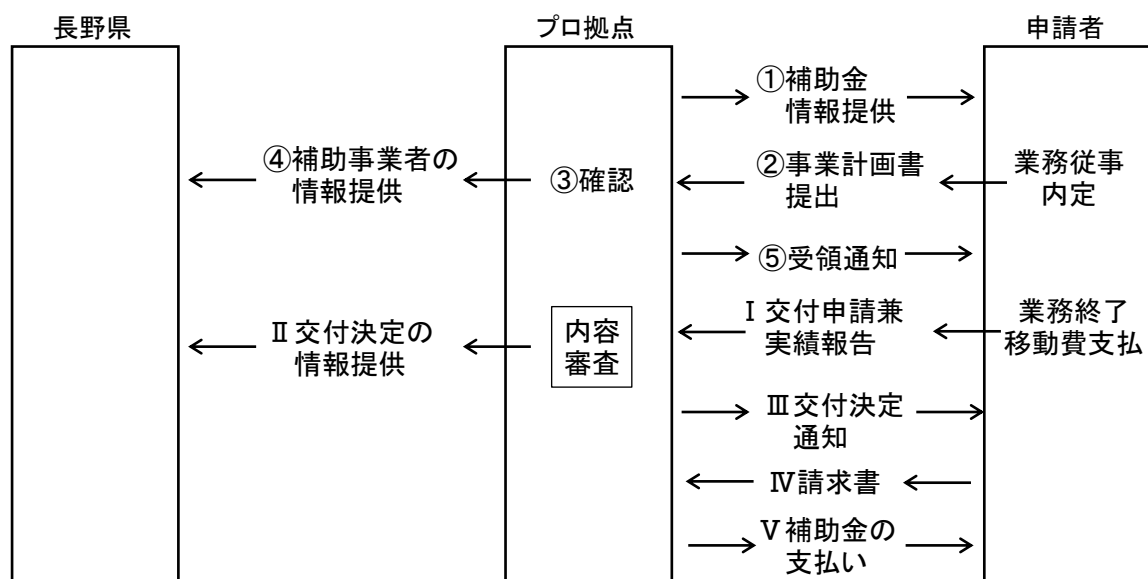 長野県
プロ拠点
申請者
①補助金
情報提供
④補助事業者の
情報提供
③確認
②事業計画書
提出
業務従事
内定
⑤受領通知
Ⅱ交付決定の
情報提供
内容
審査
Ⅰ交付申請兼
実績報告
業務終了
移動費支払
Ⅲ交付決定
通知
Ⅳ請求書
Ⅴ補助金の
支払い